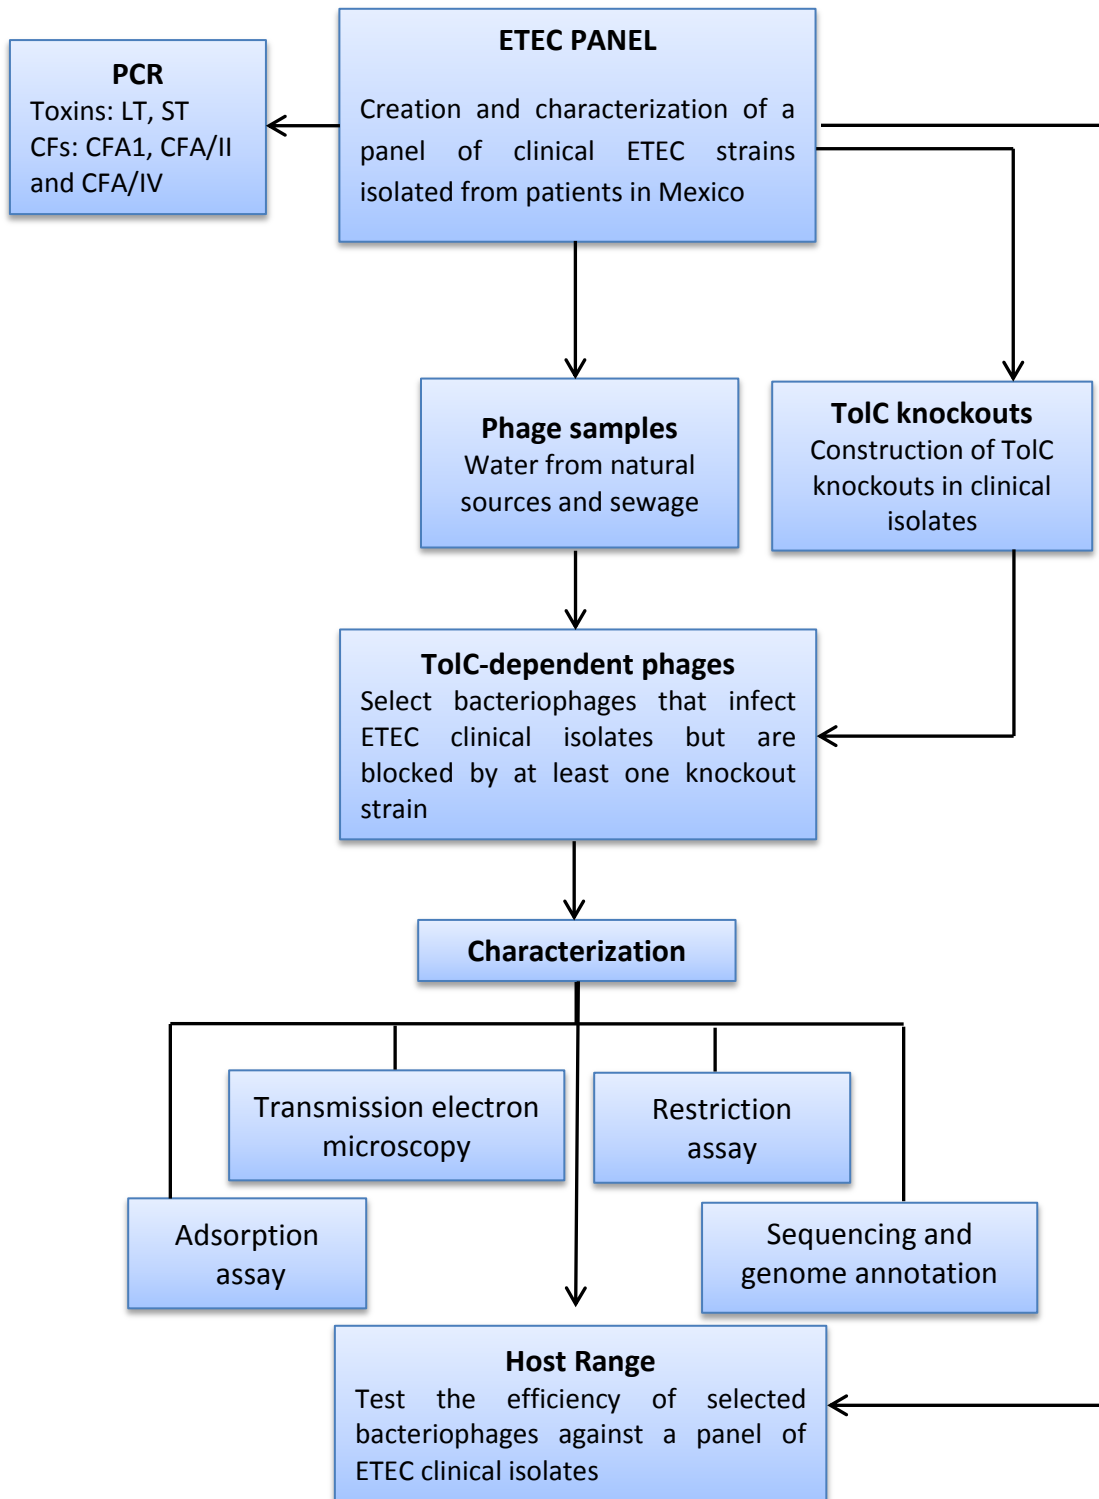 ETEC PANEL
Creation and characterization of a
panel of clinical ETEC strains
isolated from patients in Mexico
PCR
Toxins: LT, ST
CFs: CFA1, CFA/II
and CFA/IV
Phage samples
Water from natural
sources and sewage
TolC knockouts
Construction of TolC
knockouts in clinical
isolates
TolC-dependent phages
Select bacteriophages that infect
ETEC clinical isolates but are
blocked by at least one knockout
strain
Characterization
Transmission electron
microscopy
Restriction
assay
Adsorption
assay
Sequencing and
genome annotation
Host Range
Test the efficiency of selected
bacteriophages against a panel of
ETEC clinical isolates